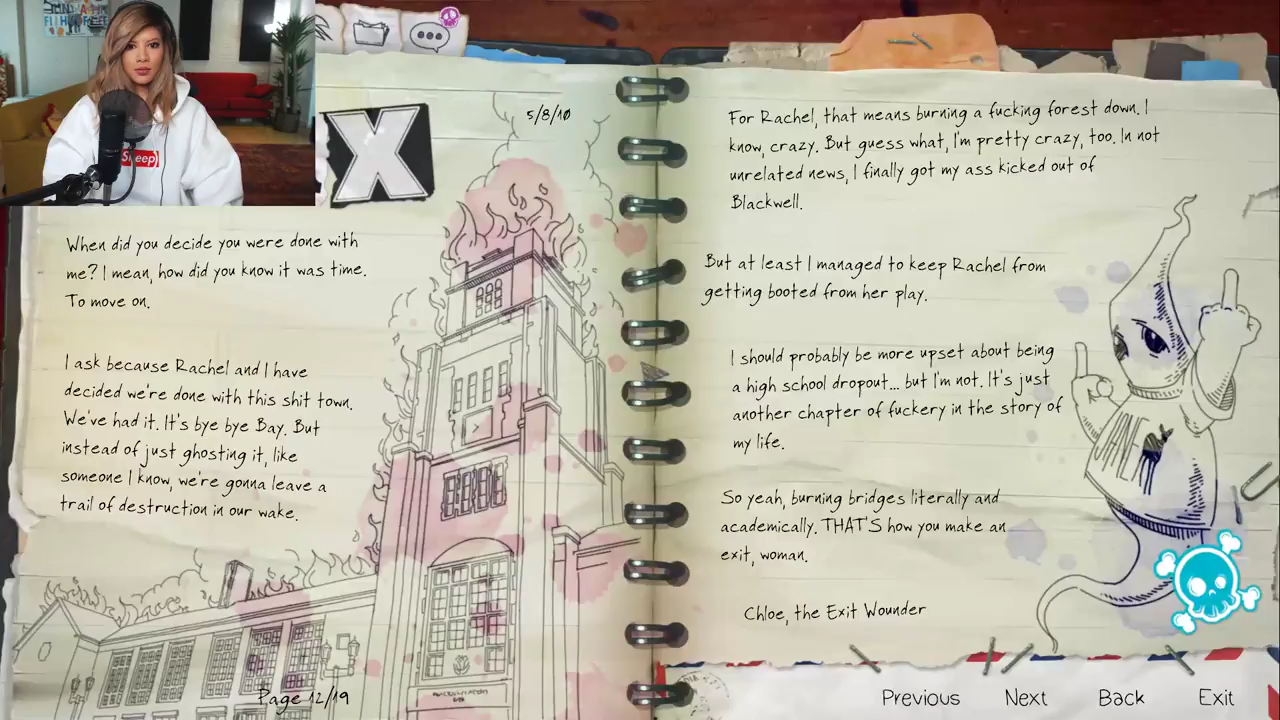 Sleep
X
5/8/10
When did you decide you were done with
me? I mean, how did you know it was time.
To move on.
I ask because Rachel and I have
decided we're done with this shit town.
We've had it. It's bye bye Bay. But
instead of just ghosting it, like
someone I know, we're gonna leave a
trail of destruction in our wake.
Page 12/19
For Rachel, that means burning a fucking forest down. I
know, crazy. But guess what, I'm pretty crazy, too. In not
unrelated news, I finally got my ass kicked out of
Blackwell.
But at least I managed to keep Rachel from
getting booted from her play.
I should probably be more upset about being
a high school dropout... but I'm not. It's just
another chapter of fuckery in the story of
my life.
So yeah, burning bridges literally and
academically. THAT'S how you make an
exit, woman.
Chloe, the Exit Wounder
Previous
Next
Back
Exit